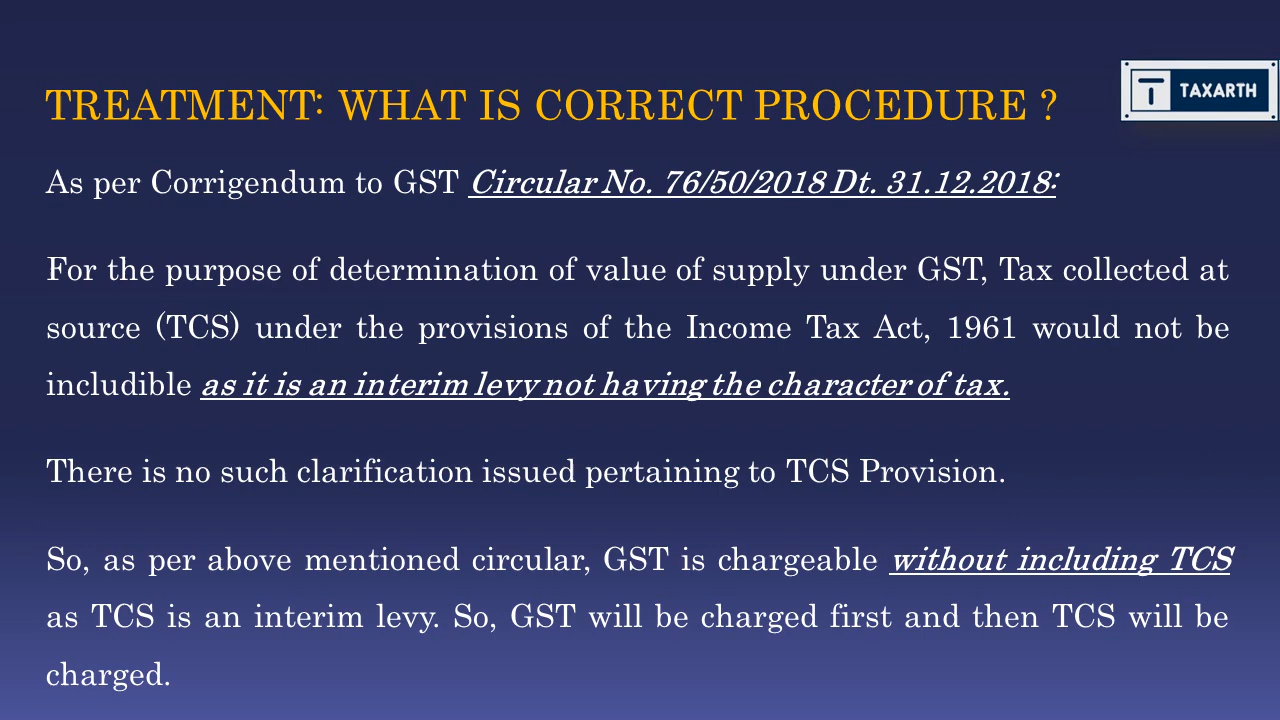 TREATMENT: WHAT IS CORRECT PROCEDURE ?
TAXARTH
As per Corrigendum to GST Circular No. 76/50/2018 Dt. 31.12.2018:
For the purpose of determination of value of supply under GST, Tax collected at
source (TCS) under the provisions of the Income Tax Act, 1961 would not be
includible as it is an interim levy not having the character of tax.
There is no such clarification issued pertaining to TCS Provision.
So, as per above mentioned circular, GST is chargeable without including TCS
as TCS is an interim levy. So, GST will be charged first and then TCS will be
charged.